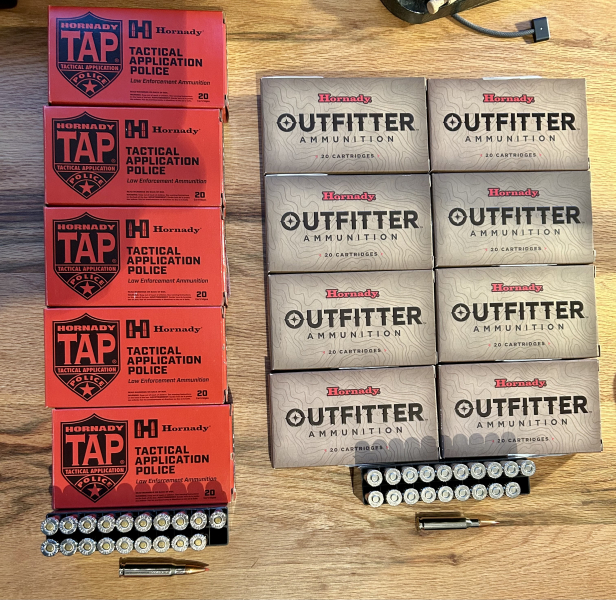 HORNADY
TAP
®
TACTICAL APPLICATION
POLICE
H Hornady
TACTICAL
APPLICATION
POLICE
Law Enforcement Ammunition
20
HORNADY
TAP
®
TACTICAL APPLICATION
POLICE
H Hornady
TACTICAL
APPLICATION
POLICE
Law Enforcement Ammunition
20
HORNADY
TAP
®
TACTICAL APPLICATION
POLICE
H Hornady
TACTICAL
APPLICATION
POLICE
Law Enforcement Ammunition
20
HORNADY
TAP
®
TACTICAL APPLICATION
POLICE
H Hornady
TACTICAL
APPLICATION
POLICE
Law Enforcement Ammunition
20
HORNADY
TAP
®
TACTICAL APPLICATION
POLICE
H Hornady
TACTICAL
APPLICATION
POLICE
Law Enforcement Ammunition
20
Hornady
OUTFITTER
AMMUNITION
20 CARTRIDGES
Hornady
OUTFITTER
AMMUNITION
20 CARTRIDGES
Hornady
OUTFITTER
AMMUNITION
20 CARTRIDGES
Hornady
OUTFITTER
AMMUNITION
20 CARTRIDGES
Hornady
OUTFITTER
AMMUNITION
20 CARTRIDGES
Hornady
OUTFITTER
AMMUNITION
20 CARTRIDGES
Hornady
OUTFITTER
AMMUNITION
20 CARTRIDGES
Hornady
OUTFITTER
AMMUNITION
20 CARTRIDGES